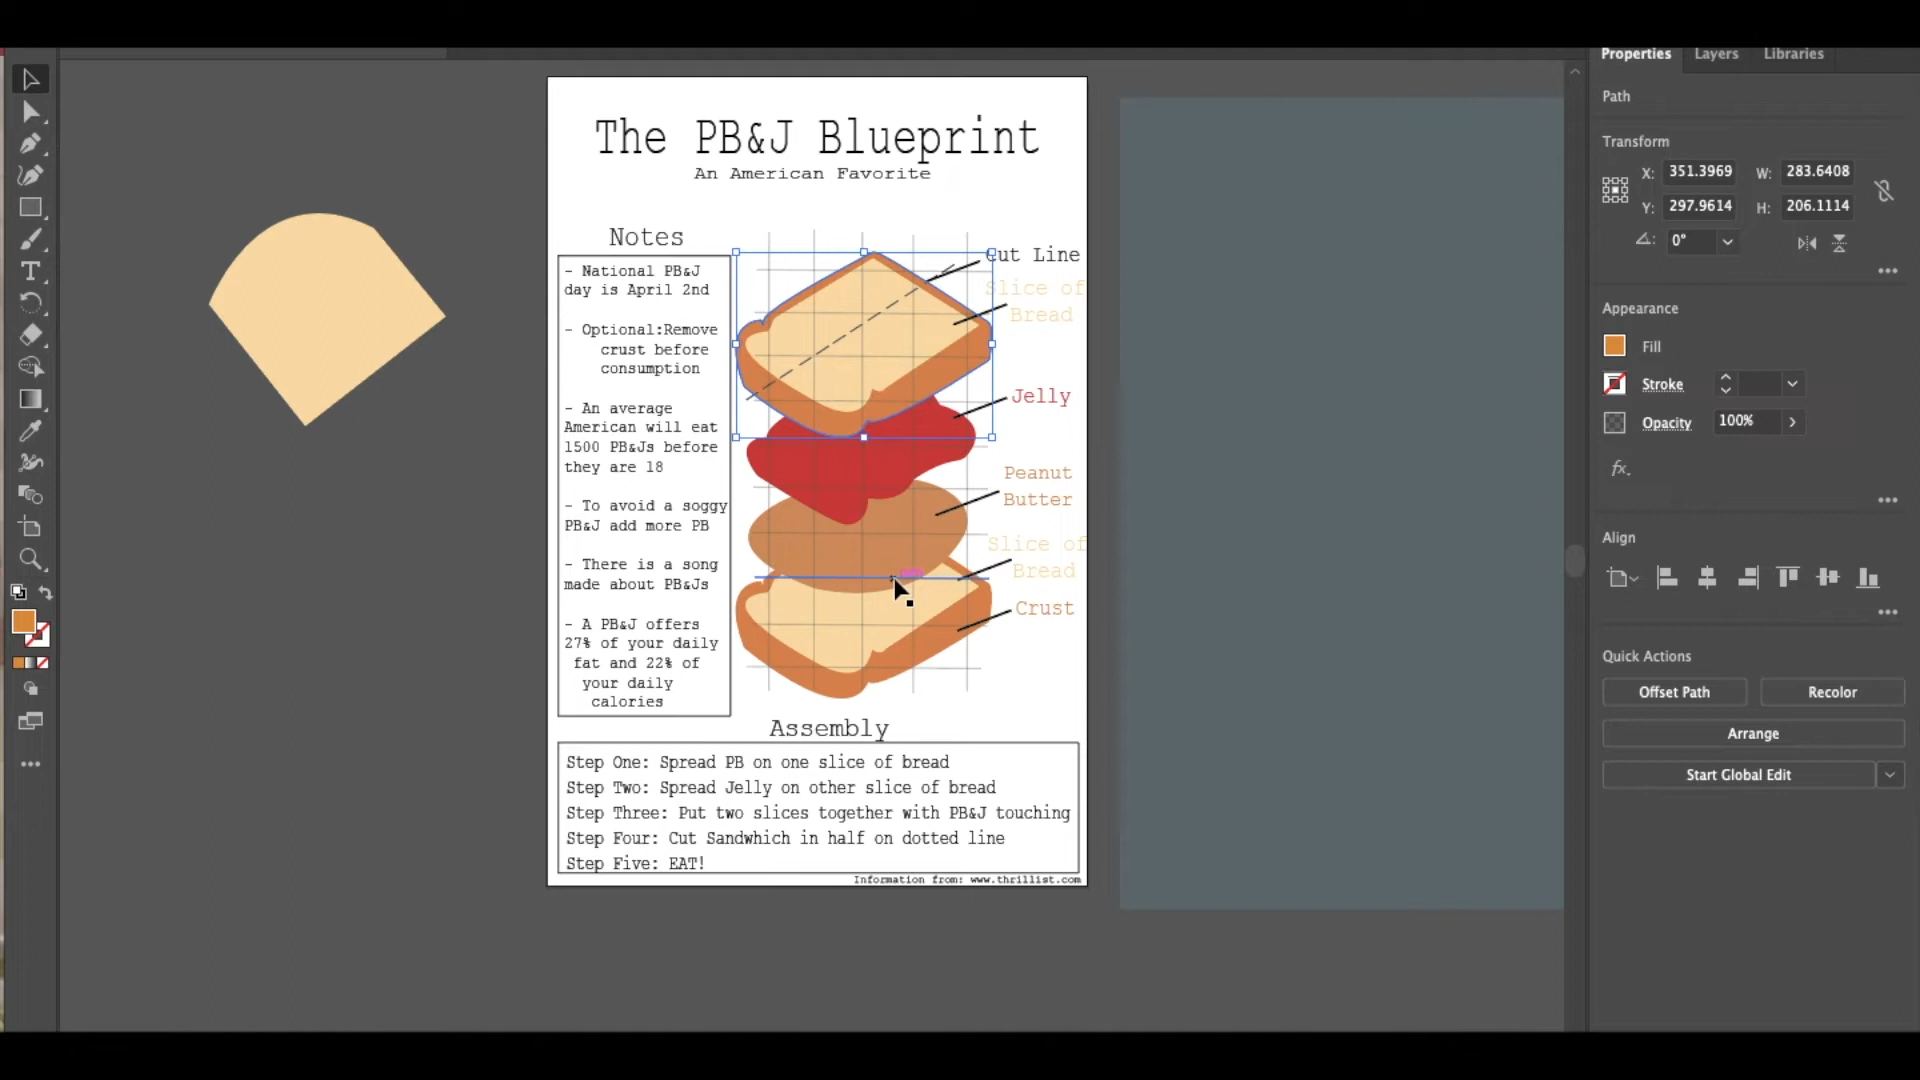 Properties
Layers
Libraries
Path
Transform
X: 351.3969
W: 283.6408
Y: 297.9614
H: 206.1114
0°
Appearance
Fill
Stroke
Opacity
100%
fx.
Align
Quick Actions
Offset Path
Recolor
Arrange
Start Global Edit
T
The PB&J Blueprint
An American Favorite
Notes
- National PB&J
day is April 2nd
- Optional:Remove
crust before
consumption
- An average
American will eat
1500 PB&Js before
they are 18
- To avoid a soggy
PB&J add more PB
- There is a song
made about PB&Js
- A PB&J offers
27% of your daily
fat and 22% of
your daily
calories
Cut Line
Slice of
Bread
Jelly
Peanut
Butter
Slice of
Bread
Crust
Assembly
Step One: Spread PB on one slice of bread
Step Two: Spread Jelly on other slice of bread
Step Three: Put two slices together with PB&J touching
Step Four: Cut Sandwhich in half on dotted line
Step Five: EAT!
Information from: www.thrillist.com